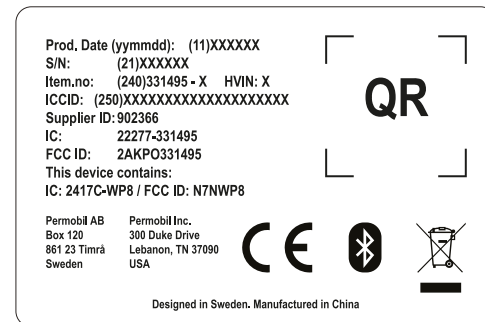 Prod. Date (yymmdd): (11)XXXXXX
S/N: (21)XXXXXX
Item.no: (240)331495 - X HVIN: X
ICCID: (250)XXXXXXXXXXXXXXXXXXXX
Supplier ID: 902366
IC: 22277-331495
FCC ID: 2AKPO331495
This device contains:
IC: 2417C-WP8 / FCC ID: N7NWP8
QR
Permobil AB
Box 120
861 23 Timrå
Sweden
Permobil Inc.
300 Duke Drive
Lebanon, TN 37090
USA
CE
Designed in Sweden. Manufactured in China